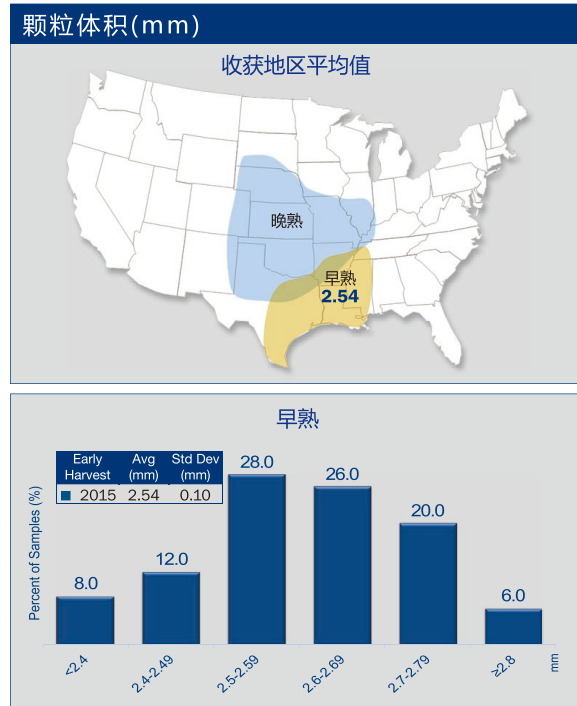 颗粒体积(mm)
收获地区平均值
晚熟
早熟
2.54
早熟
Early Harvest Avg (mm) Std Dev (mm)
2015 2.54 0.10
Percent of Samples (%)
8.0
12.0
28.0
26.0
20.0
6.0
<2.4
2.4-2.49
2.5-2.59
2.6-2.69
2.7-2.79
≥2.8
mm